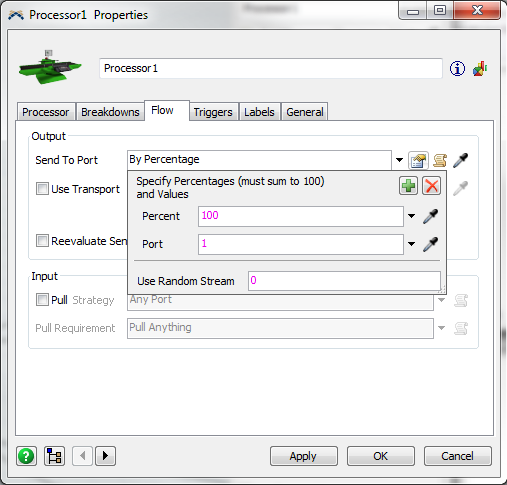 Processor1 Properties
Processor1
Processor Breakdowns Flow Triggers Labels General
Output
Send To Port By Percentage
Use Transport
Specify Percentages (must sum to 100)
and Values
Percent 100
Port 1
Reevaluate Sen
Use Random Stream 0
Input
Pull Strategy Any Port
Pull Requirement Pull Anything
Apply OK Cancel